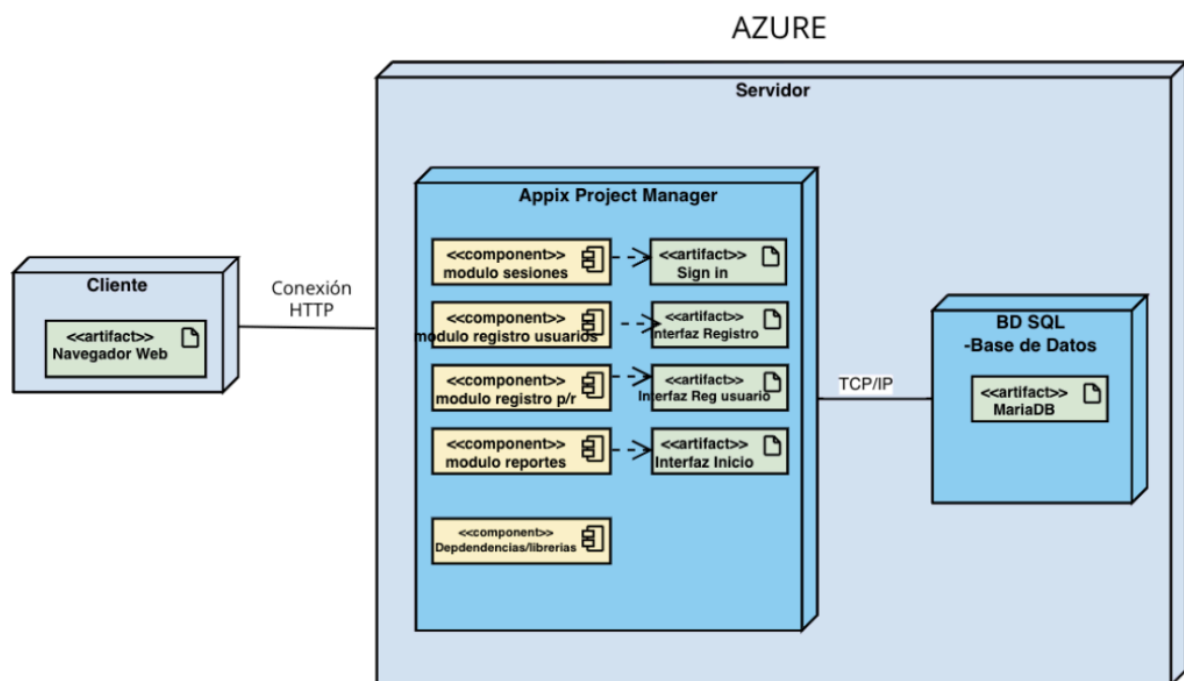 AZURE
Servidor
Appix Project Manager
<<component>>
modulo sesiones
<<artifact>>
Sign in
<<component>>
modulo registro usuarios
<<artifact>>
Interfaz Registro
<<component>>
modulo registro p/r
<<artifact>>
Interfaz Reg usuario
<<component>>
modulo reportes
<<artifact>>
Interfaz Inicio
<<component>>
Depdendencias/librerias
Cliente
<<artifact>>
Navegador Web
Conexión
HTTP
TCP/IP
BD SQL
-Base de Datos
<<artifact>>
MariaDB